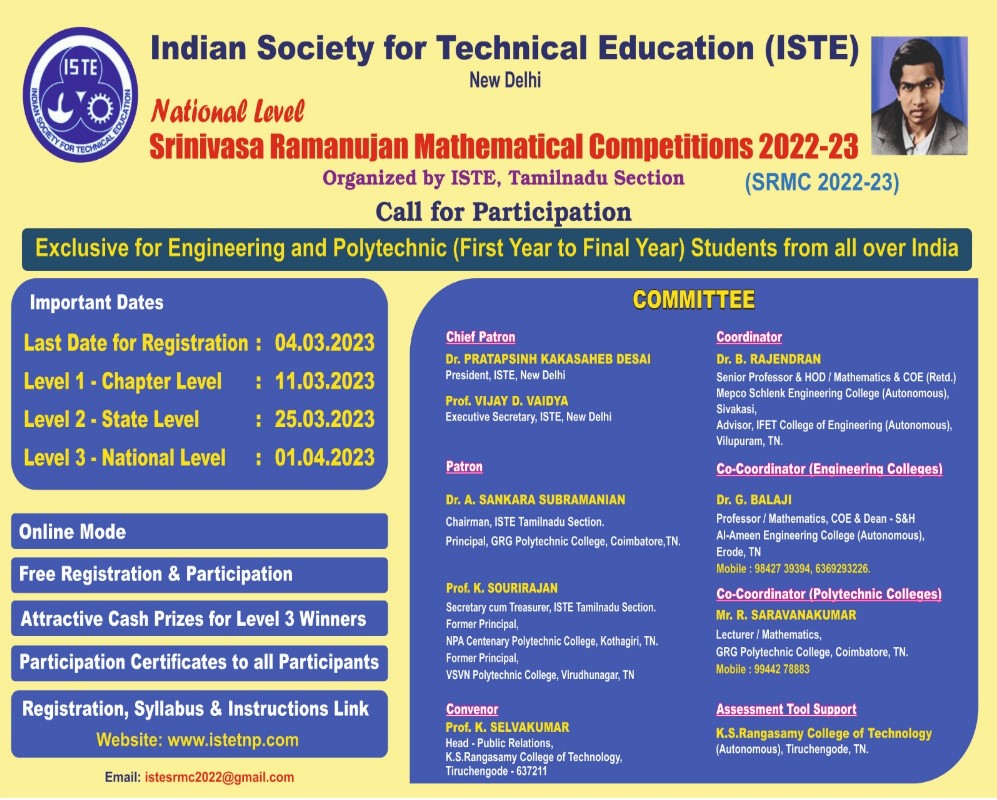 ISTE
INDIAN SOCIETY FOR TECHNICAL EDUCATION
Indian Society for Technical Education (ISTE)
New Delhi
National Level
Srinivasa Ramanujan Mathematical Competitions 2022-23
Organized by ISTE, Tamilnadu Section
(SRMC 2022-23)
Call for Participation
Exclusive for Engineering and Polytechnic (First Year to Final Year) Students from all over India
Important Dates
Last Date for Registration : 04.03.2023
Level 1 - Chapter Level : 11.03.2023
Level 2 - State Level : 25.03.2023
Level 3 - National Level : 01.04.2023
Online Mode
Free Registration & Participation
Attractive Cash Prizes for Level 3 Winners
Participation Certificates to all Participants
Registration, Syllabus & Instructions Link
Website: www.istetnp.com
Email: istesrmc2022@gmail.com
COMMITTEE
Chief Patron
Dr. PRATAPSINH KAKASAHEB DESAI
President, ISTE, New Delhi
Prof. VIJAY D. VAIDYA
Executive Secretary, ISTE, New Delhi
Patron
Dr. A. SANKARA SUBRAMANIAN
Chairman, ISTE Tamilnadu Section.
Principal, GRG Polytechnic College, Coimbatore,TN.
Prof. K. SOURIRAJAN
Secretary cum Treasurer, ISTE Tamilnadu Section.
Former Principal,
NPA Centenary Polytechnic College, Kothagiri, TN.
Former Principal,
VSVN Polytechnic College, Virudhunagar, TN
Convenor
Prof. K. SELVAKUMAR
Head - Public Relations,
K.S.Rangasamy College of Technology,
Tiruchengode - 637211
Coordinator
Dr. B. RAJENDRAN
Senior Professor & HOD / Mathematics & COE (Retd.)
Mepco Schlenk Engineering College (Autonomous),
Sivakasi,
Advisor, IFET College of Engineering (Autonomous),
Vilupuram, TN.
Co-Coordinator (Engineering Colleges)
Dr. G. BALAJI
Professor / Mathematics, COE & Dean - S&H
Al-Ameen Engineering College (Autonomous),
Erode, TN
Mobile : 98427 39394, 6369293226.
Co-Coordinator (Polytechnic Colleges)
Mr. R. SARAVANAKUMAR
Lecturer / Mathematics,
GRG Polytechnic College, Coimbatore, TN.
Mobile : 99442 78883
Assessment Tool Support
K.S.Rangasamy College of Technology
(Autonomous), Tiruchengode, TN.